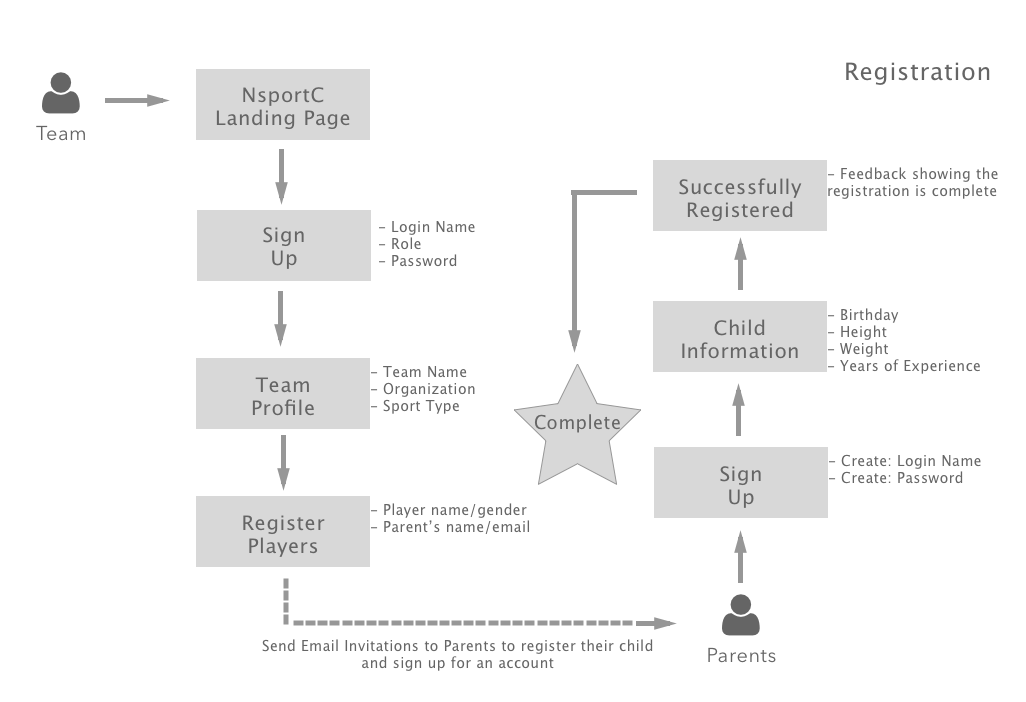 Registration
Team
NsportC
Landing Page
Sign
Up
– Login Name
– Role
– Password
Team
Profile
– Team Name
– Organization
– Sport Type
Register
Players
– Player name/gender
– Parent’s name/email
Send Email Invitations to Parents to register their child
and sign up for an account
Parents
Sign
Up
– Create: Login Name
– Create: Password
Child
Information
– Birthday
– Height
– Weight
– Years of Experience
Successfully
Registered
– Feedback showing the
registration is complete
Complete